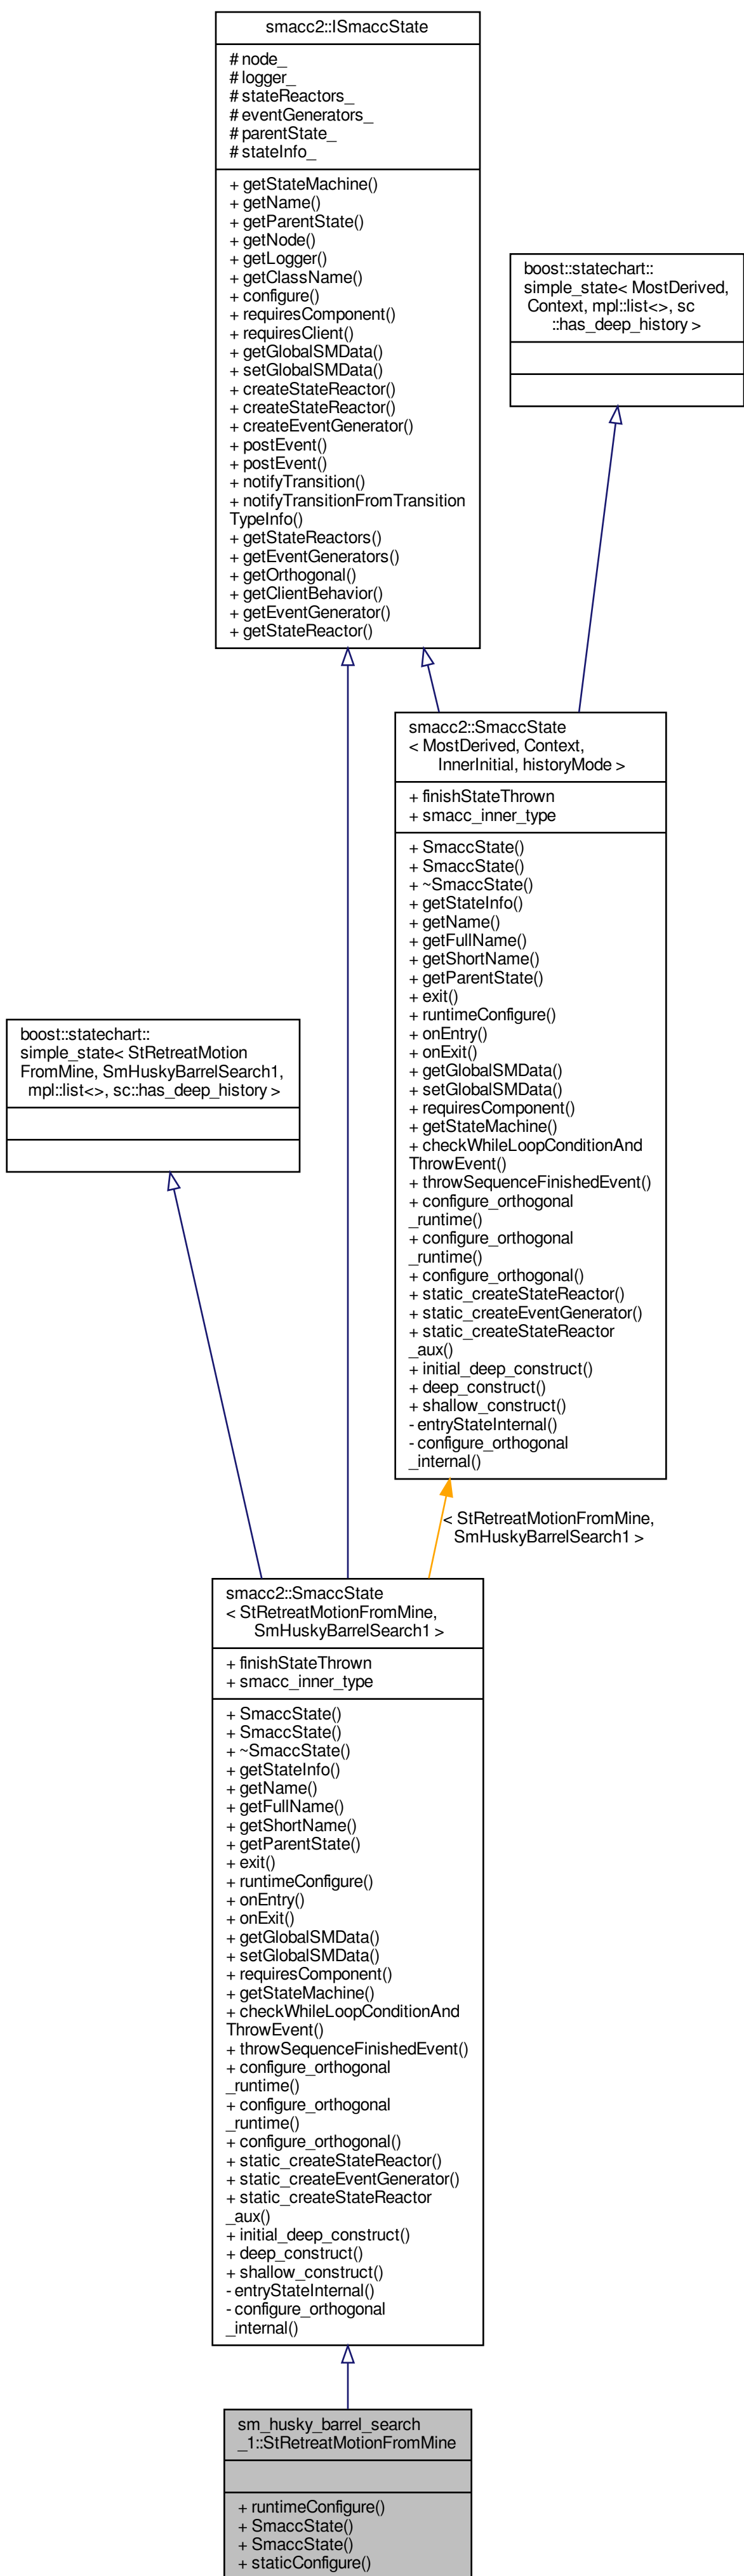 smacc2::ISmaccState
# node_
# logger_
# stateReactors_
# eventGenerators_
# parentState_
# stateInfo_
+ getStateMachine()
+ getName()
+ getParentState()
+ getNode()
+ getLogger()
+ getClassName()
+ configure()
+ requiresComponent()
+ requiresClient()
+ getGlobalSMData()
+ setGlobalSMData()
+ createStateReactor()
+ createStateReactor()
+ createEventGenerator()
+ postEvent()
+ postEvent()
+ notifyTransition()
+ notifyTransitionFromTransition
TypeInfo()
+ getStateReactors()
+ getEventGenerators()
+ getOrthogonal()
+ getClientBehavior()
+ getEventGenerator()
+ getStateReactor()
boost::statechart::
simple_state< MostDerived,
Context, mpl::list<>, sc
::has_deep_history >
smacc2::SmaccState
< MostDerived, Context,
InnerInitial, historyMode >
+ finishStateThrown
+ smacc_inner_type
+ SmaccState()
+ SmaccState()
+ ~SmaccState()
+ getStateInfo()
+ getName()
+ getFullName()
+ getShortName()
+ getParentState()
+ exit()
+ runtimeConfigure()
+ onEntry()
+ onExit()
+ getGlobalSMData()
+ setGlobalSMData()
+ requiresComponent()
+ getStateMachine()
+ checkWhileLoopConditionAnd
ThrowEvent()
+ throwSequenceFinishedEvent()
+ configure_orthogonal
_runtime()
+ configure_orthogonal
_runtime()
+ configure_orthogonal()
+ static_createStateReactor()
+ static_createEventGenerator()
+ static_createStateReactor
_aux()
+ initial_deep_construct()
+ deep_construct()
+ shallow_construct()
- entryStateInternal()
- configure_orthogonal
_internal()
boost::statechart::
simple_state< StRetreatMotion
FromMine, SmHuskyBarrelSearch1,
mpl::list<>, sc::has_deep_history >
< StRetreatMotionFromMine,
SmHuskyBarrelSearch1 >
smacc2::SmaccState
< StRetreatMotionFromMine,
SmHuskyBarrelSearch1 >
+ finishStateThrown
+ smacc_inner_type
+ SmaccState()
+ SmaccState()
+ ~SmaccState()
+ getStateInfo()
+ getName()
+ getFullName()
+ getShortName()
+ getParentState()
+ exit()
+ runtimeConfigure()
+ onEntry()
+ onExit()
+ getGlobalSMData()
+ setGlobalSMData()
+ requiresComponent()
+ getStateMachine()
+ checkWhileLoopConditionAnd
ThrowEvent()
+ throwSequenceFinishedEvent()
+ configure_orthogonal
_runtime()
+ configure_orthogonal
_runtime()
+ configure_orthogonal()
+ static_createStateReactor()
+ static_createEventGenerator()
+ static_createStateReactor
_aux()
+ initial_deep_construct()
+ deep_construct()
+ shallow_construct()
- entryStateInternal()
- configure_orthogonal
_internal()
sm_husky_barrel_search
_1::StRetreatMotionFromMine
+ runtimeConfigure()
+ SmaccState()
+ SmaccState()
+ staticConfigure()